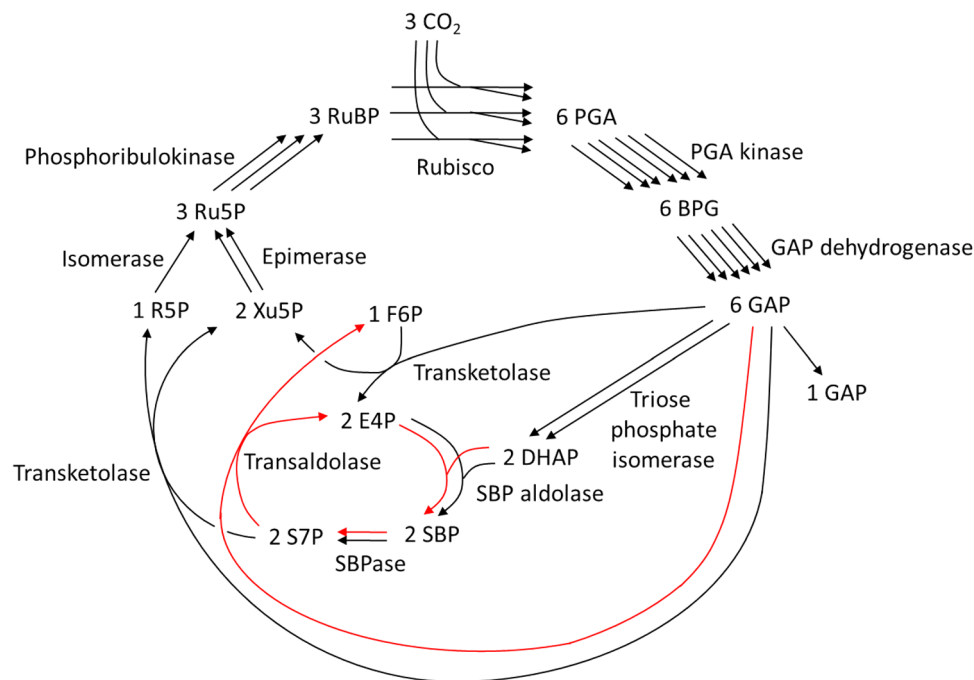 3 CO₂
3 RuBP
6 PGA
Rubisco
Phosphoribulokinase
PGA kinase
3 Ru5P
6 BPG
Isomerase
Epimerase
GAP dehydrogenase
1 R5P
2 Xu5P
1 F6P
6 GAP
Transketolase
1 GAP
2 E4P
Triose
phosphate
isomerase
Transaldolase
2 DHAP
Transketolase
SBP aldolase
2 S7P
2 SBP
SBPase